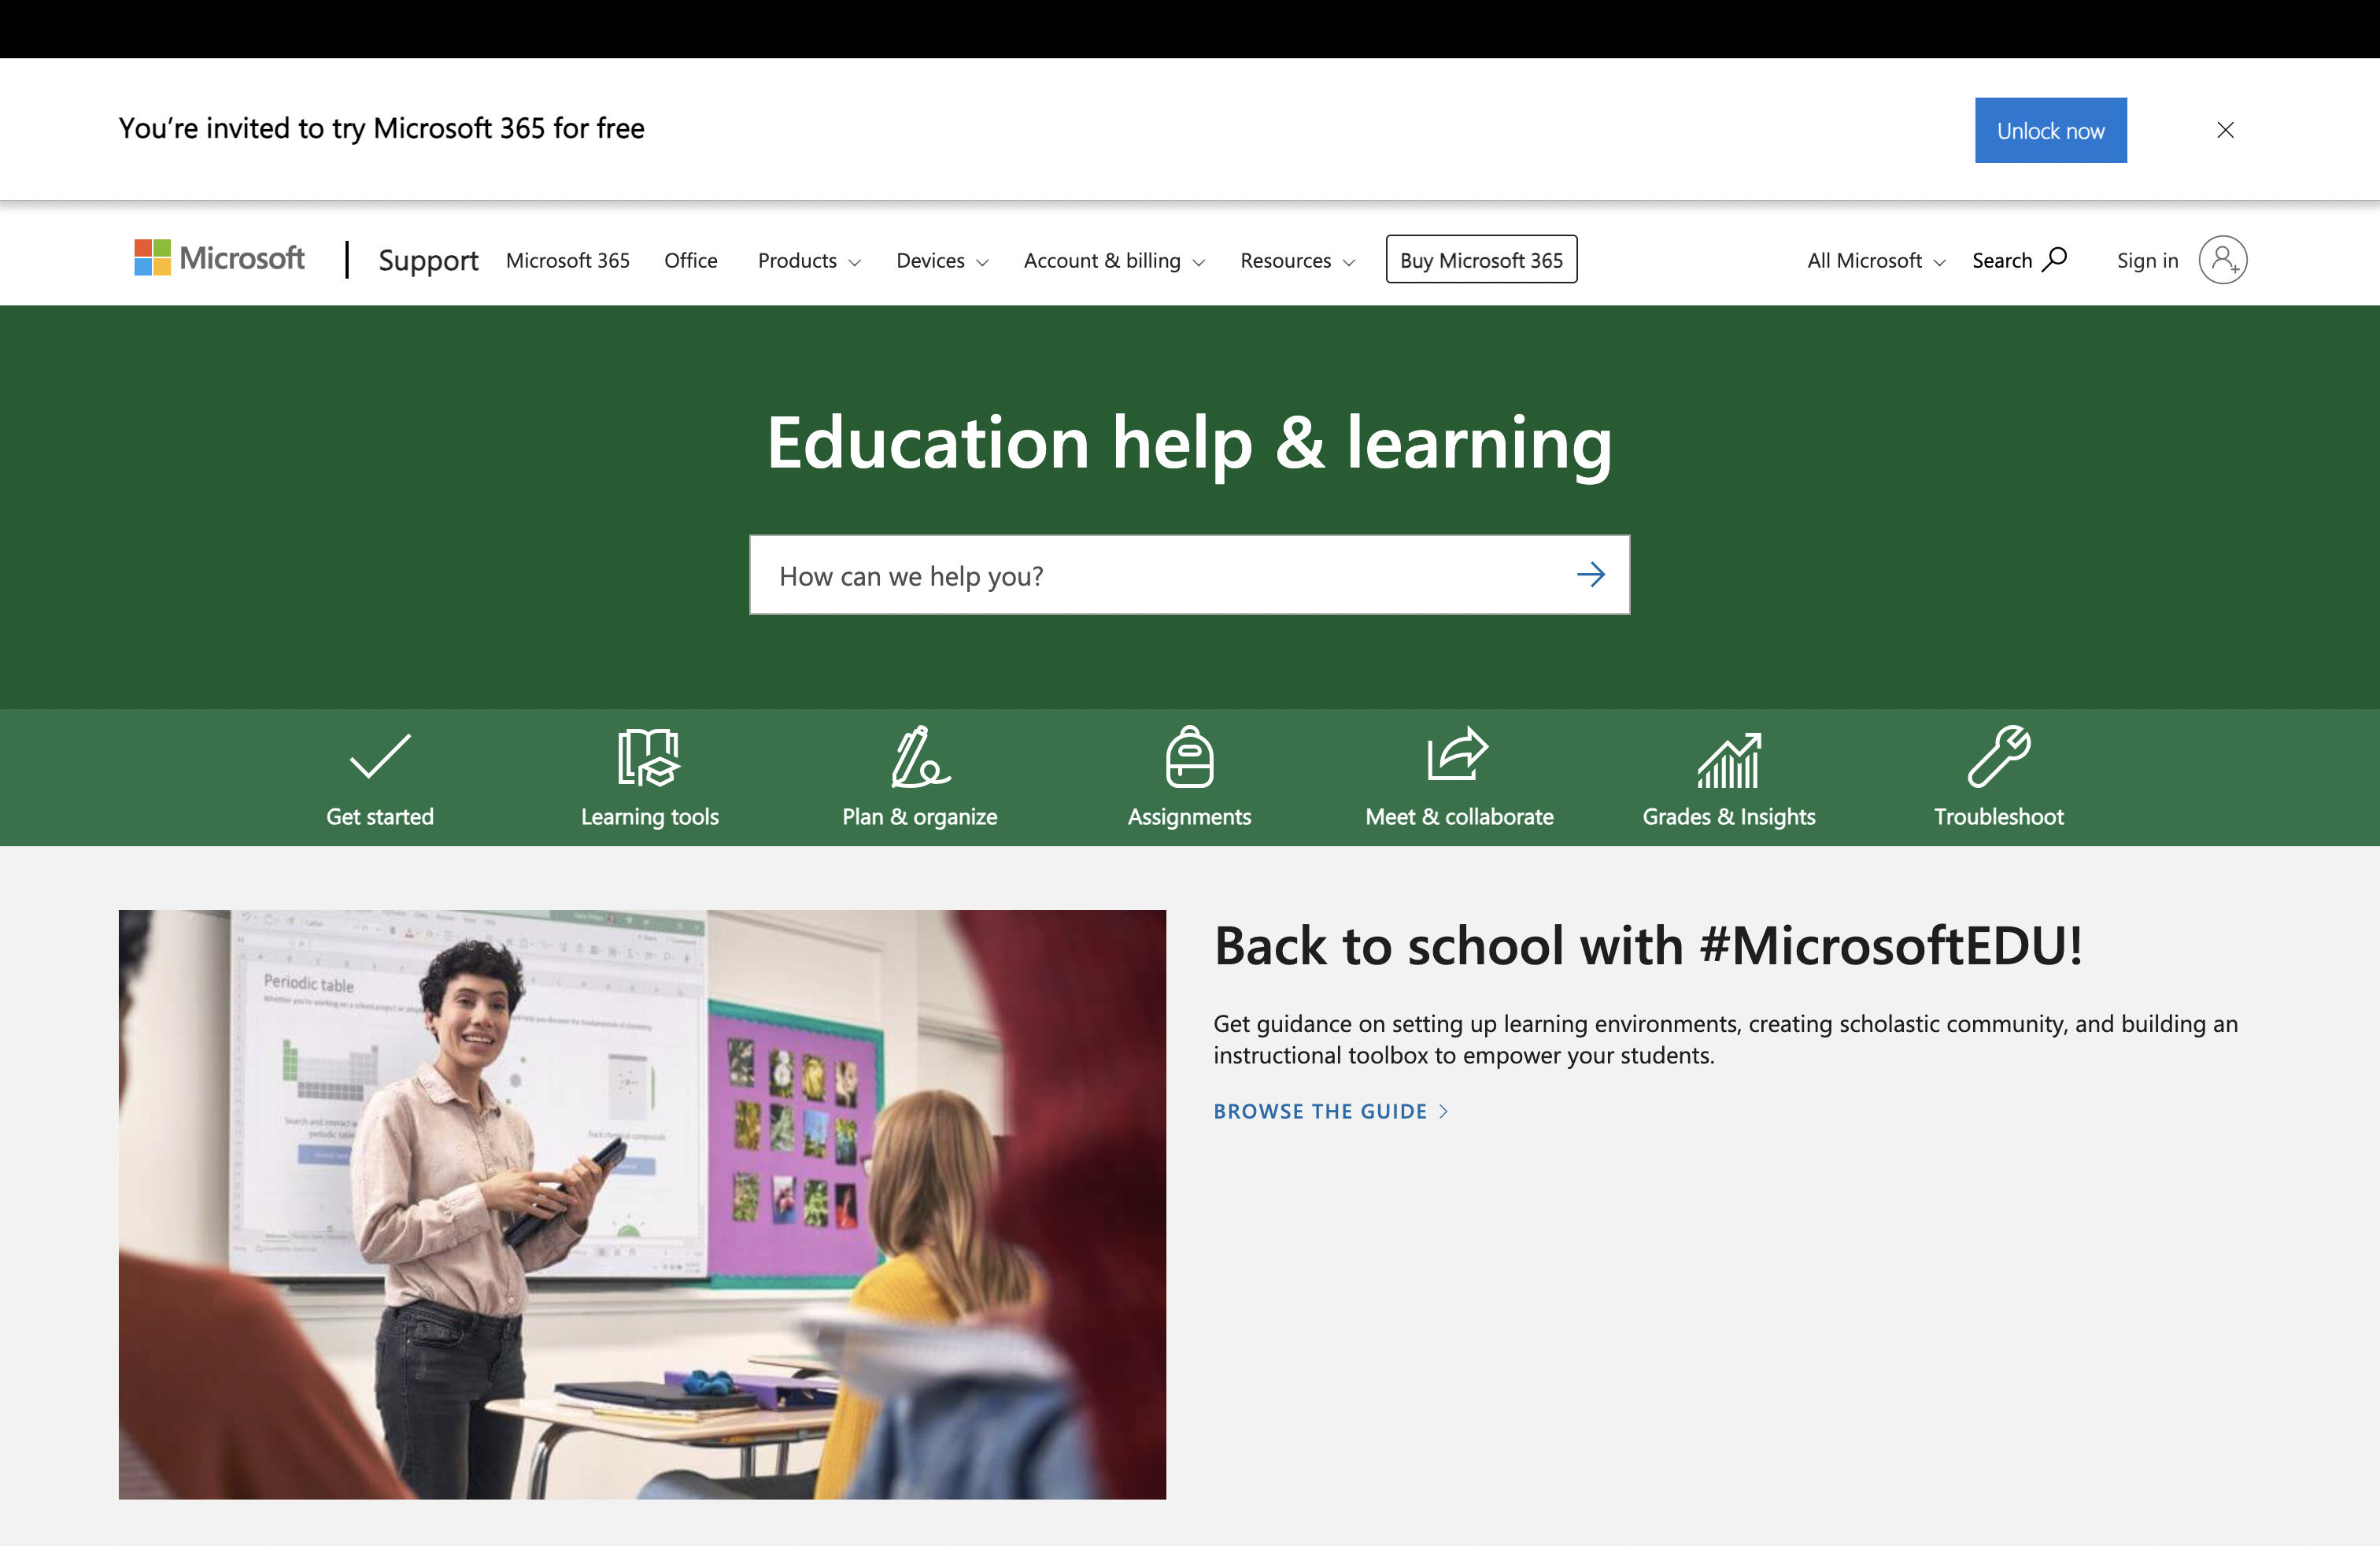 You’re invited to try Microsoft 365 for free
Unlock now
Microsoft
Support
Microsoft 365
Office
Products
Devices
Account & billing
Resources
Buy Microsoft 365
All Microsoft
Search
Sign in
Education help & learning
How can we help you?
Get started
Learning tools
Plan & organize
Assignments
Meet & collaborate
Grades & Insights
Troubleshoot
Periodic table
Back to school with #MicrosoftEDU!
Get guidance on setting up learning environments, creating scholastic community, and building an
instructional toolbox to empower your students.
BROWSE THE GUIDE